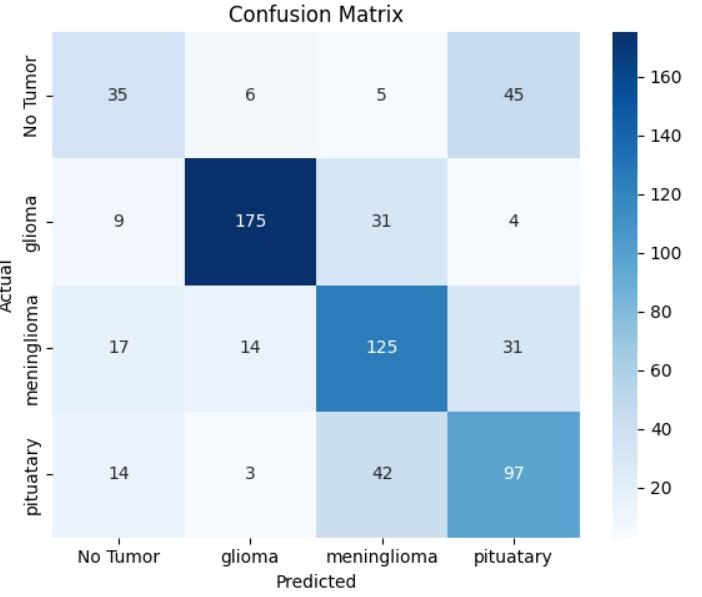 Confusion Matrix
No Tumor 35 6 5 45
glioma 9 175 31 4
meninglioma 17 14 125 31
pituatary 14 3 42 97
No Tumor glioma meninglioma pituatary
Predicted
Actual
160
140
120
100
80
60
40
20